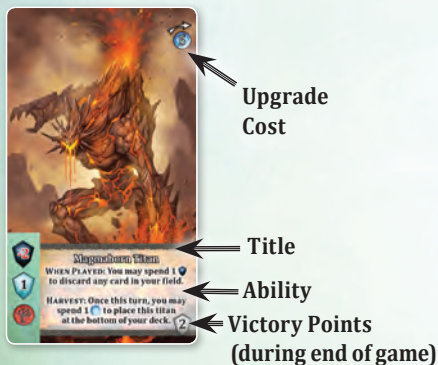 Upgrade
Cost
Title
Magmaborn Titan
WHEN PLAYED: You may spend 1
to discard any card in your field.
Ability
HARVEST: Once this turn, you may
spend 1 to place this titan
at the bottom of your deck.
1
2
Victory Points
(during end of game)